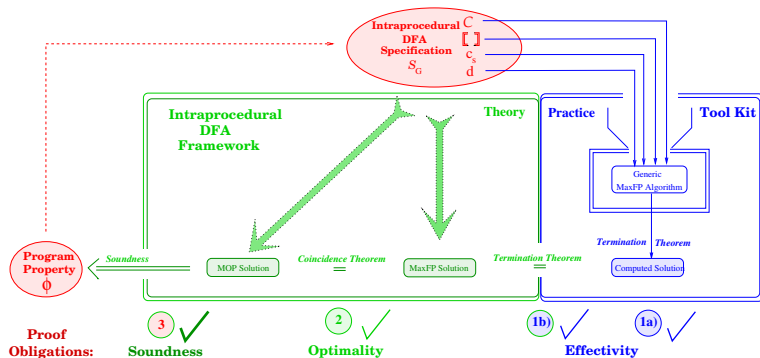 Intraprocedural
DFA
Specification
S_G
C
⟦ ⟧
c_s
d
Intraprocedural
DFA
Framework
Theory
Practice
Tool Kit
Generic
MaxFP Algorithm
Termination Theorem
Program
Property
ϕ
Soundness
MOP Solution
Coincidence Theorem
=
MaxFP Solution
Termination Theorem
=
Computed Solution
Proof
Obligations:
3
Soundness
2
Optimality
1b)
1a)
Effectivity